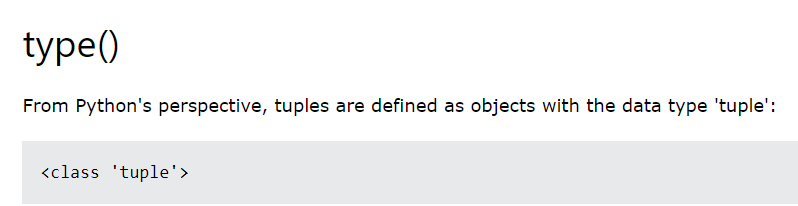 type()
From Python's perspective, tuples are defined as objects with the data type 'tuple':
<class 'tuple'>